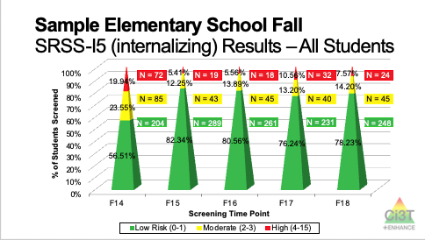 Sample Elementary School Fall
SRSS-I5 (internalizing) Results – All Students
% of Students Screened
100%
90%
80%
70%
60%
50%
40%
30%
20%
10%
0%
19.94% N = 72 5.41% N = 19 5.56% N = 18 10.56% N = 32 7.57% N = 24
23.55% N = 85 12.25% N = 43 13.89% N = 45 13.20% N = 40 14.20% N = 45
56.51% N = 204 82.34% N = 289 80.56% N = 261 76.24% N = 231 78.23% N = 248
F14 F15 F16 F17 F18
Screening Time Point
Low Risk (0-1) Moderate (2-3) High (4-15)
Ci3T
ENHANCE